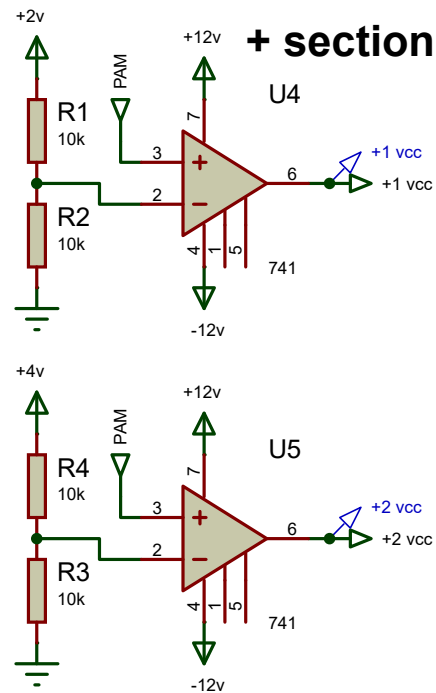 + section
+2v
+12v
PAM
U4
R1
10k
7
3
+1 vcc
6
+1 vcc
2
R2
10k
4
1
5
741
-12v
+4v
+12v
PAM
U5
R4
10k
7
3
+2 vcc
6
+2 vcc
2
R3
10k
4
1
5
741
-12v